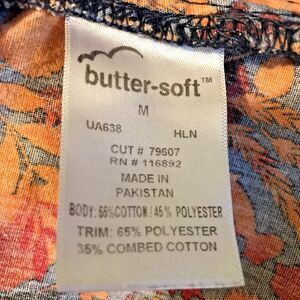 butter-soft™
M
UA638 HLN
CUT # 79607
RN # 116892
MADE IN
PAKISTAN
BODY: 55%COTTON/45% POLYESTER
TRIM: 65% POLYESTER
35% COMBED COTTON